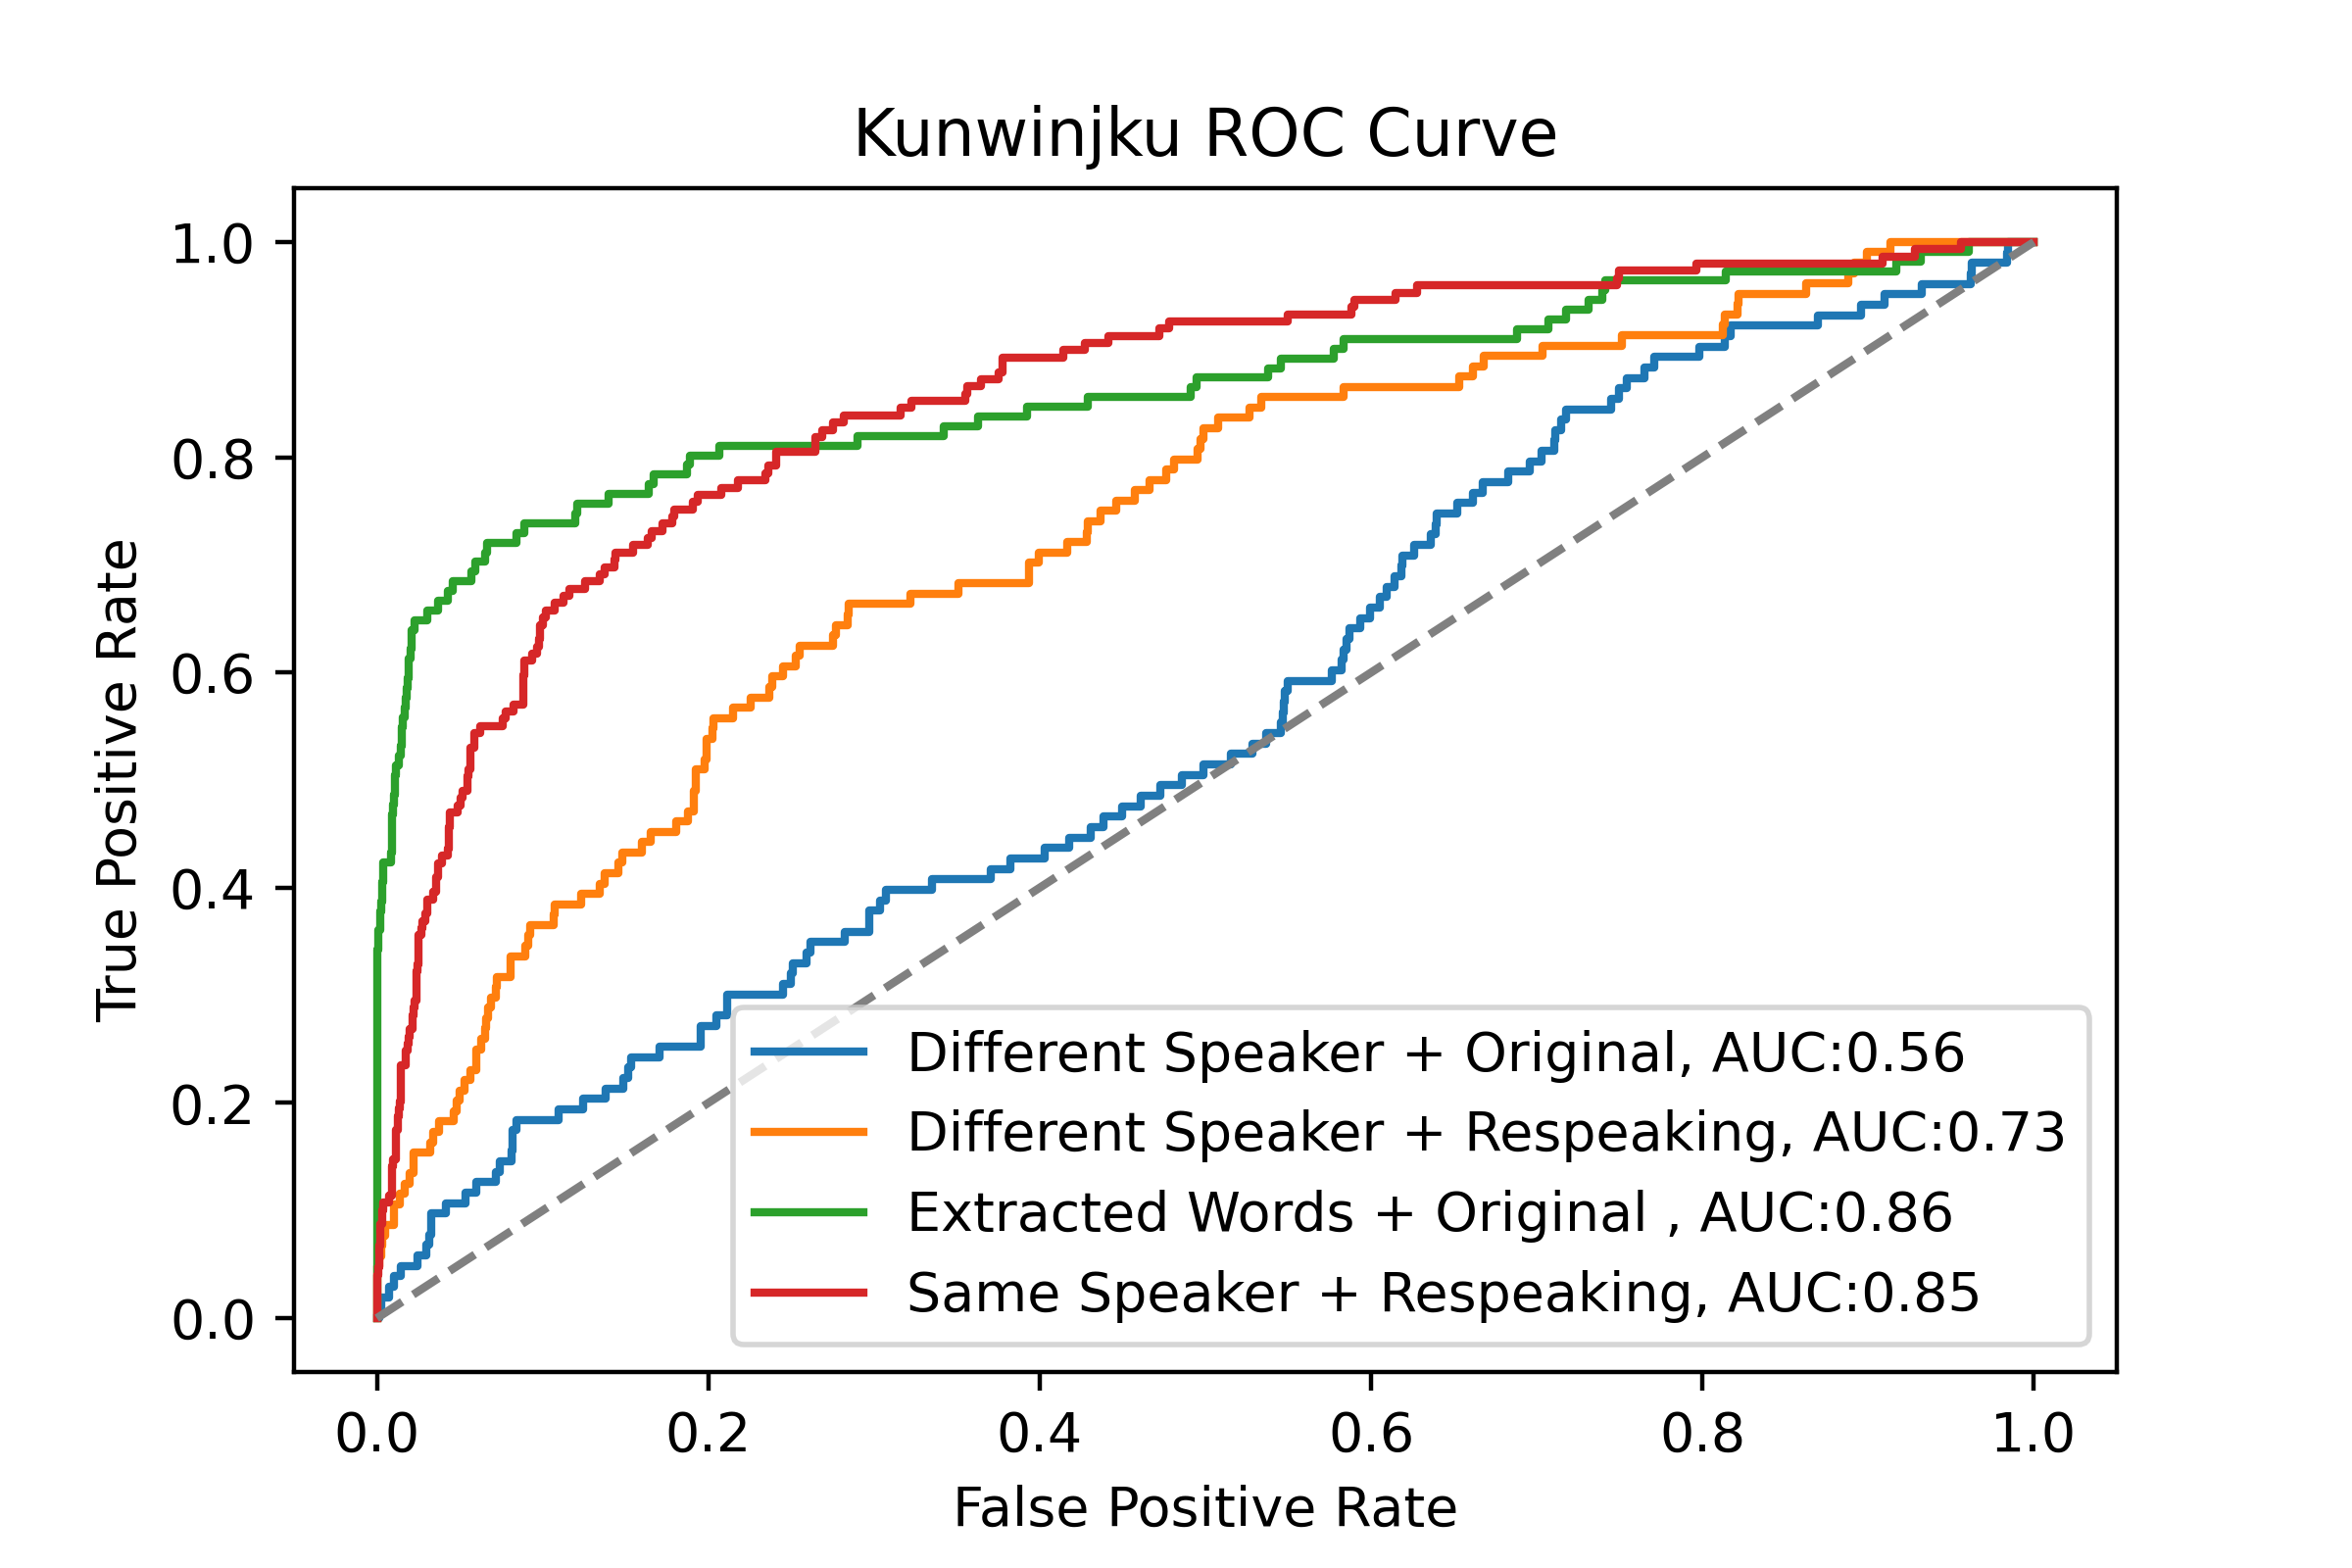 Kunwinjku ROC Curve
True Positive Rate
1.0
0.8
0.6
0.4
0.2
0.0
Different Speaker + Original, AUC:0.56
Different Speaker + Respeaking, AUC:0.73
Extracted Words + Original , AUC:0.86
Same Speaker + Respeaking, AUC:0.85
0.0 0.2 0.4 0.6 0.8 1.0
False Positive Rate